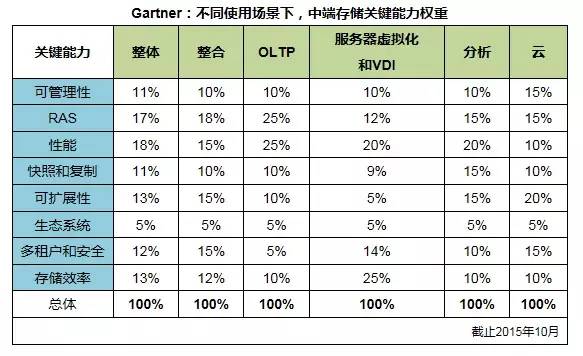 Gartner：不同使用场景下，中端存储关键能力权重
关键能力 整体 整合 OLTP 服务器虚拟化和VDI 分析 云
可管理性 11% 10% 10% 10% 10% 15%
RAS 17% 18% 25% 12% 15% 15%
性能 18% 15% 25% 20% 20% 10%
快照和复制 11% 10% 10% 9% 15% 10%
可扩展性 13% 15% 10% 5% 15% 20%
生态系统 5% 5% 5% 5% 5% 5%
多租户和安全 12% 15% 5% 14% 10% 15%
存储效率 13% 12% 10% 25% 10% 10%
总体 100% 100% 100% 100% 100% 100%
截止2015年10月